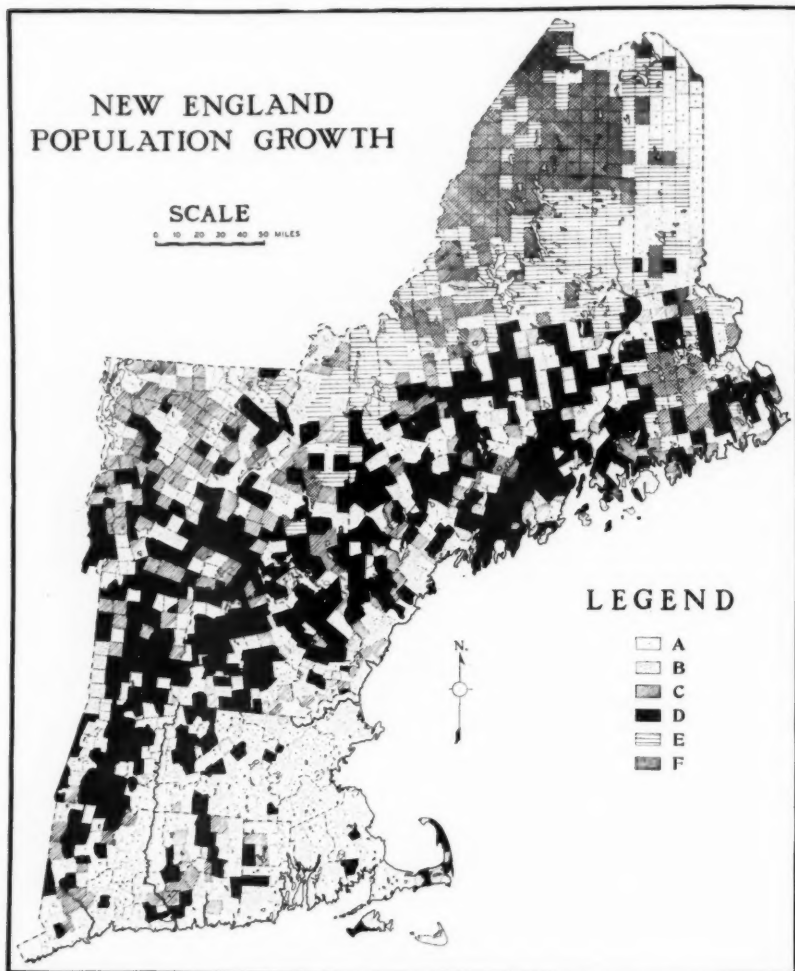 NEW ENGLAND
POPULATION GROWTH
SCALE
0 10 20 30 40 50 MILES
LEGEND
N.
A
B
C
D
E
F